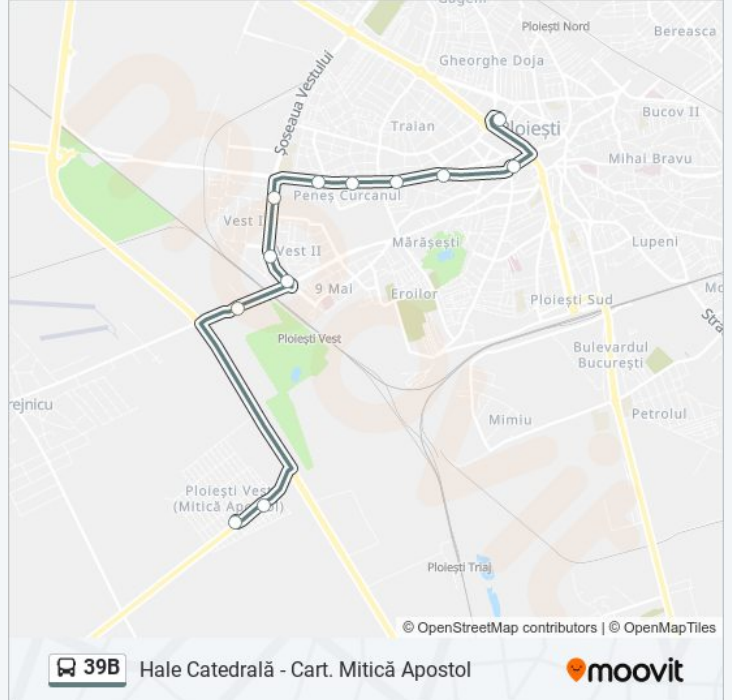 Ploiești Nord
Bereasca
Gheorghe Doja
Șoseaua Vestului
Bucov II
Traian
Ploiești
Mihai Bravu
Peneș Curcanul
Vest I
Mărășești
Lupeni
Vest II
9 Mai
Eroilor
Ploiești Sud
Ploiești Vest
Bulevardul
București
rejnicu
Petrolul
Mimiu
Ploiești Vest
(Mitică Apostol)
Ploiești Triaj
© OpenStreetMap contributors | © OpenMapTiles
39B Hale Catedrală - Cart. Mitică Apostol
moovit